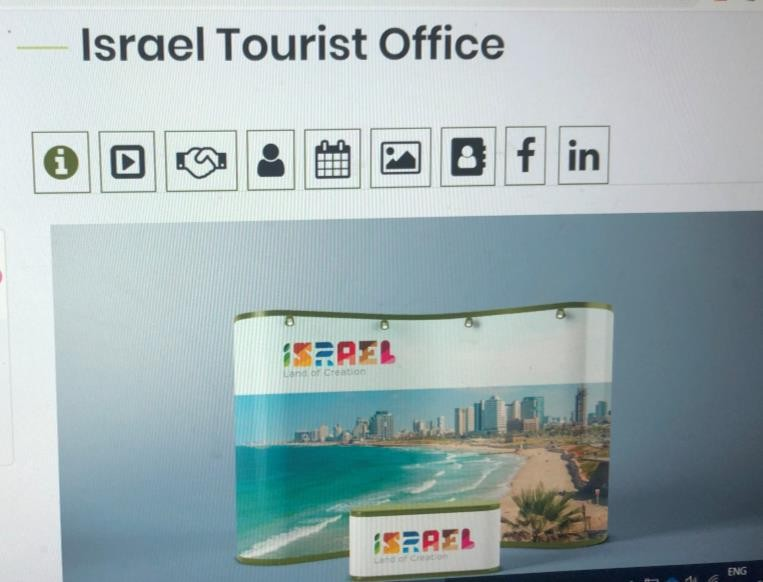 Israel Tourist Office
ISRAEL
Land of Creation
ISRAEL
Land of Creation
ENG